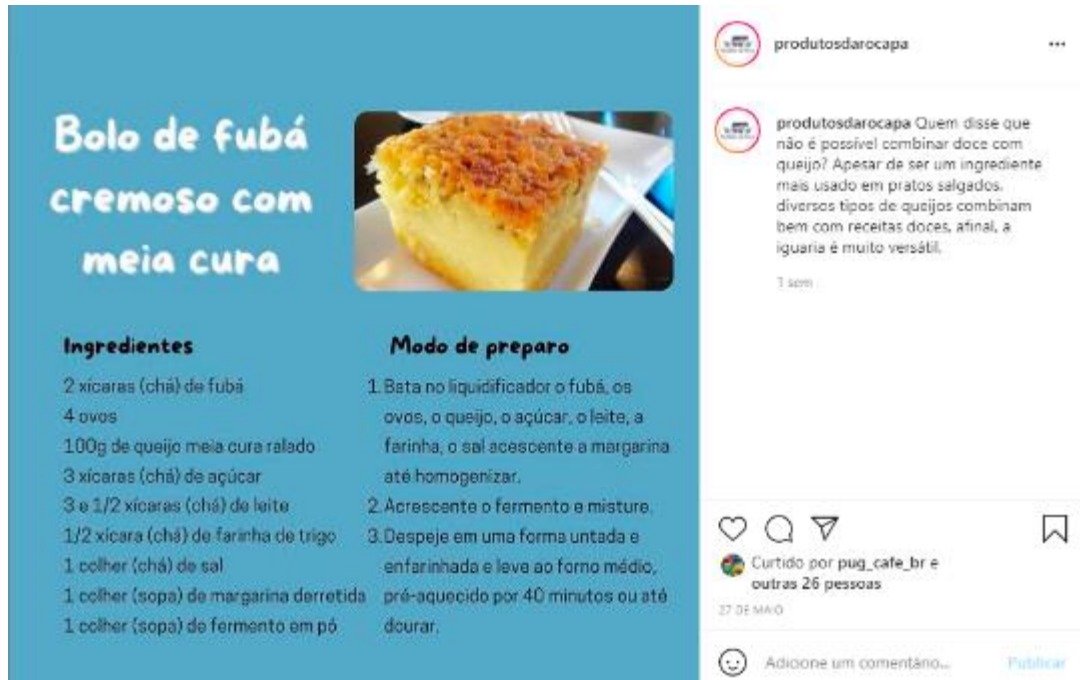 Bolo de fubá
cremoso com
meia cura
Ingredientes
2 xícaras (chá) de fubá
4 ovos
100g de queijo meia cura ralado
3 xícaras (chá) de açúcar
3 e 1/2 xícaras (chá) de leite
1/2 xícara (chá) de farinha de trigo
1 colher (chá) de sal
1 colher (sopa) de margarina derretida
1 colher (sopa) de fermento em pó
Modo de preparo
1. Bata no liquidificador o fubá, os
ovos, o queijo, o açúcar, o leite, a
farinha, o sal acescente a margarina
até homogenizar.
2. Acrescente o fermento e misture.
3. Despeje em uma forma untada e
enfarinhada e leve ao forno médio,
pré-aquecido por 40 minutos ou até
dourar.
produtosdarocapa
produtosdarocapa Quem disse que
não é possível combinar doce com
queijo? Apesar de ser um ingrediente
mais usado em pratos salgados,
diversos tipos de queijos combinam
bem com receitas doces, afinal, a
iguaria é muito versátil.
1 sem
Curtido por pug_cafe_br e
outras 26 pessoas
27 DE MAIO
Adicione um comentário...
Publicar